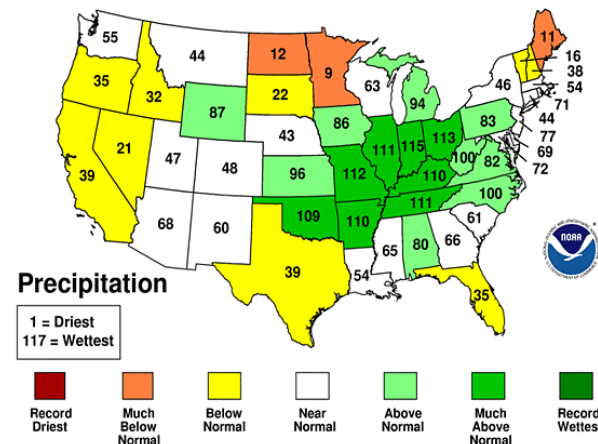 55
44
12
9
11
16
38
54
71
44
77
69
72
35
32
87
22
63
94
46
83
39
21
47
48
43
86
111
115
113
100
82
96
112
110
111
100
68
60
109
110
61
39
65
80
66
54
35
NOAA
Precipitation
1 = Driest
117 = Wettest
Record
Driest
Much
Below
Normal
Below
Normal
Near
Normal
Above
Normal
Much
Above
Normal
Record
Wettest